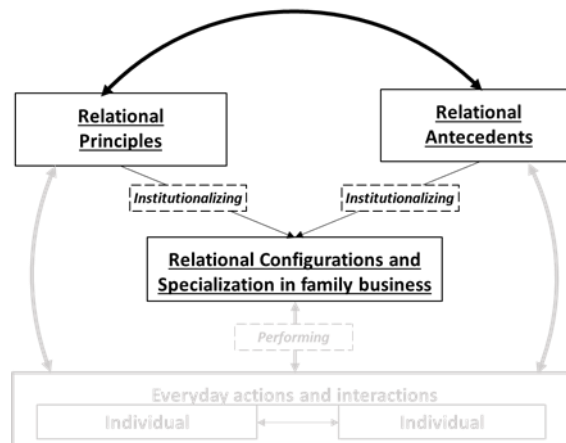 Relational
Principles
Relational
Antecedents
Institutionalizing
Institutionalizing
Relational Configurations and
Specialization in family business
Performing
Everyday actions and interactions
Individual
Individual